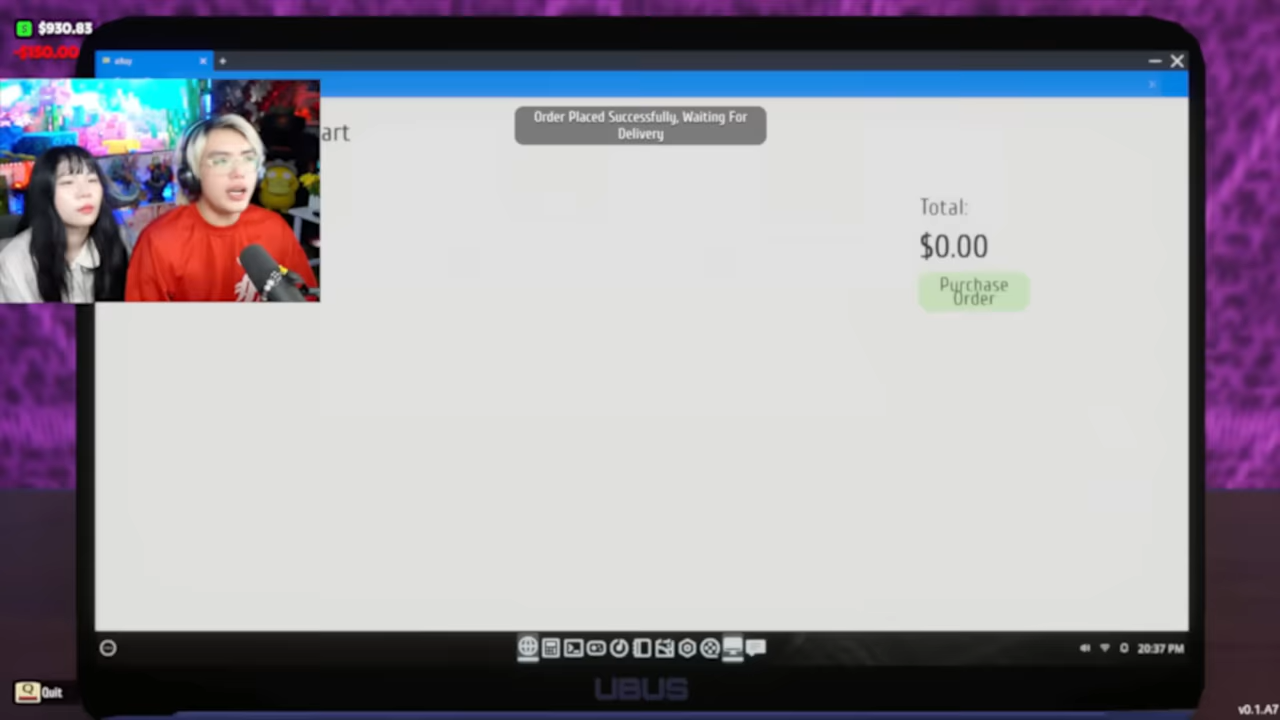 $ $930.83
-$150.00
eBay
+
Order Placed Successfully, Waiting For
Delivery
art
Total:
$0.00
Purchase
Order
20:37 PM
UBUS
Q Quit
v0.1.A7